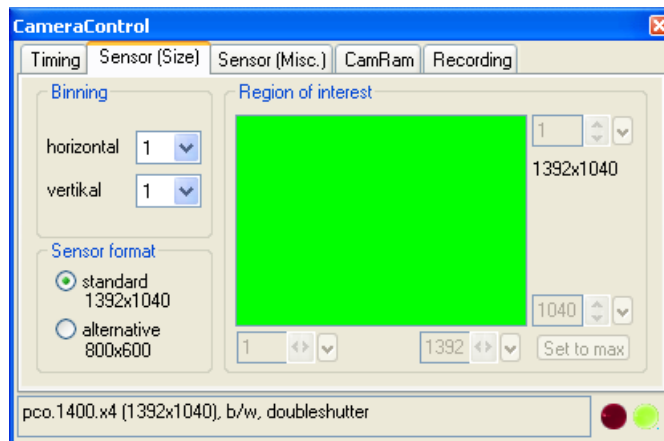 CameraControl
Timing Sensor (Size) Sensor (Misc.) CamRam Recording
Binning
horizontal 1
vertikal 1
Sensor format
standard
1392x1040
alternative
800x600
Region of interest
1
1392x1040
1040
1 1392 Set to max
pco.1400.x4 (1392x1040), b/w, doubleshutter